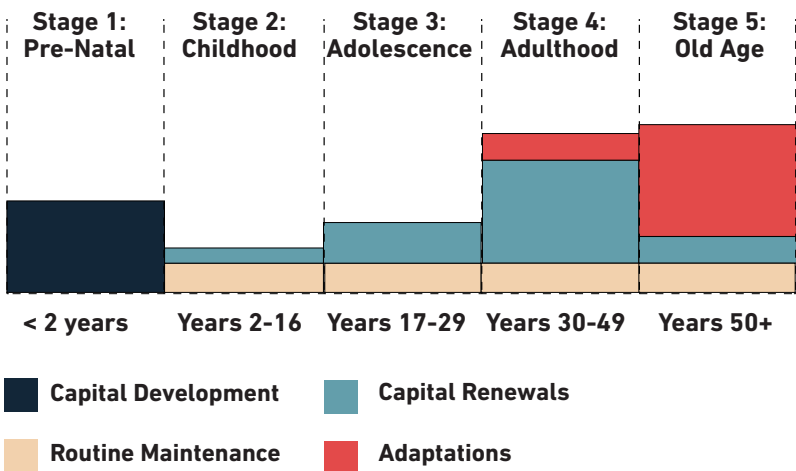 Stage 1:
Pre-Natal
Stage 2:
Childhood
Stage 3:
Adolescence
Stage 4:
Adulthood
Stage 5:
Old Age
< 2 years
Years 2-16
Years 17-29
Years 30-49
Years 50+
Capital Development
Capital Renewals
Routine Maintenance
Adaptations